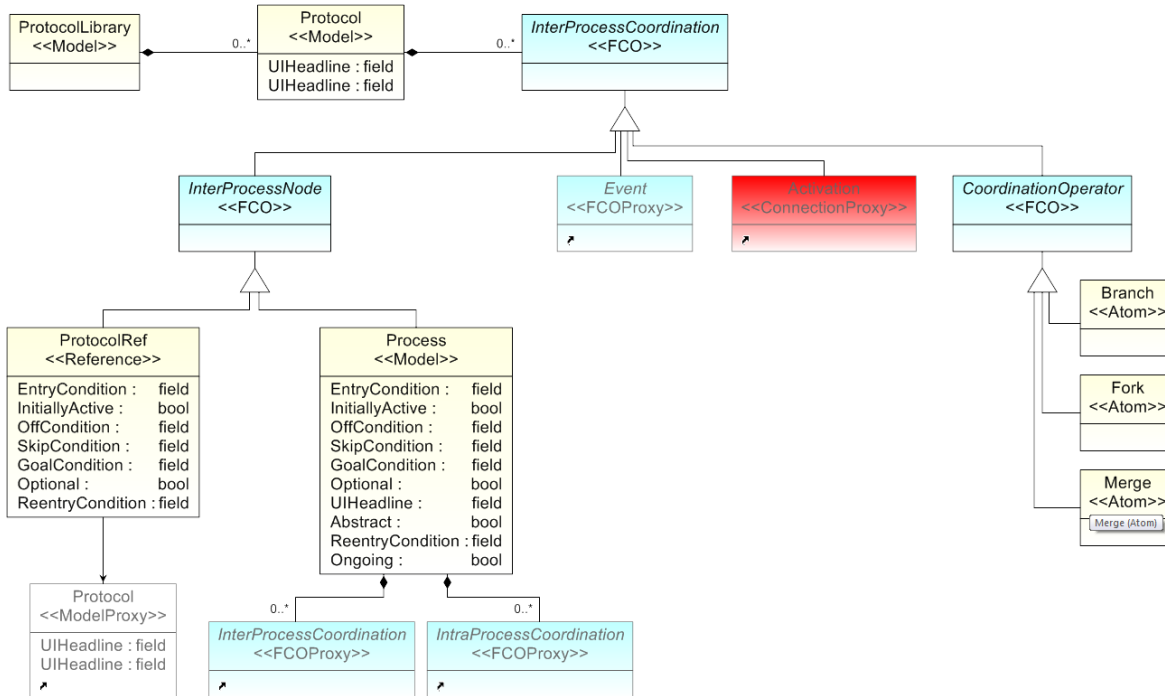 ProtocolLibrary
<<Model>>
0..*
Protocol
<<Model>>
UIHeadline : field
UIHeadline : field
0..*
InterProcessCoordination
<<FCO>>
InterProcessNode
<<FCO>>
Event
<<FCOProxy>>
Activation
<<ConnectionProxy>>
CoordinationOperator
<<FCO>>
Branch
<<Atom>>
Fork
<<Atom>>
Merge
<<Atom>>
Merge (Atom)
ProtocolRef
<<Reference>>
EntryCondition : field
InitiallyActive : bool
OffCondition : field
SkipCondition : field
GoalCondition : field
Optional : bool
ReentryCondition : field
Process
<<Model>>
EntryCondition : field
InitiallyActive : bool
OffCondition : field
SkipCondition : field
GoalCondition : field
Optional : bool
UIHeadline : field
Abstract : bool
ReentryCondition : field
Ongoing : bool
Protocol
<<ModelProxy>>
UIHeadline : field
UIHeadline : field
0..*
InterProcessCoordination
<<FCOProxy>>
0..*
IntraProcessCoordination
<<FCOProxy>>